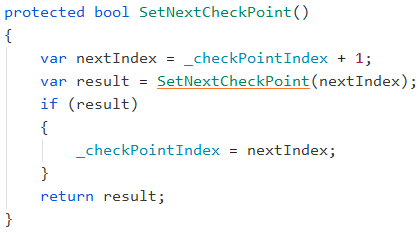 protected bool SetNextCheckPoint()
{
    var nextIndex = _checkPointIndex + 1;
    var result = SetNextCheckPoint(nextIndex);
    if (result)
    {
        _checkPointIndex = nextIndex;
    }
    return result;
}